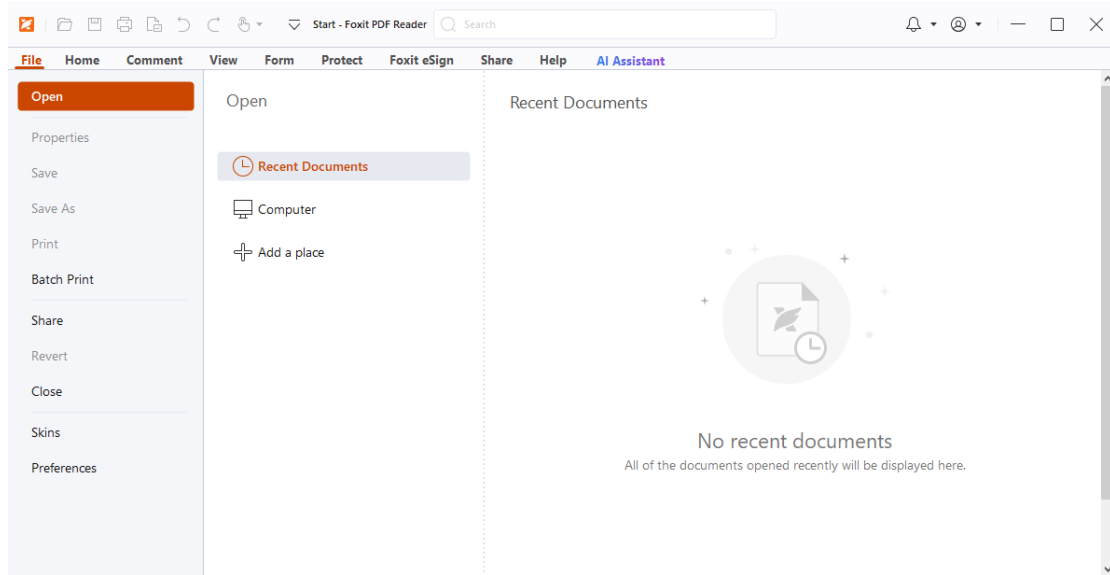 Start - Foxit PDF Reader
Search
File Home Comment View Form Protect Foxit eSign Share Help AI Assistant
Open
Properties
Save
Save As
Print
Batch Print
Share
Revert
Close
Skins
Preferences
Open
Recent Documents
Computer
Add a place
Recent Documents
No recent documents
All of the documents opened recently will be displayed here.